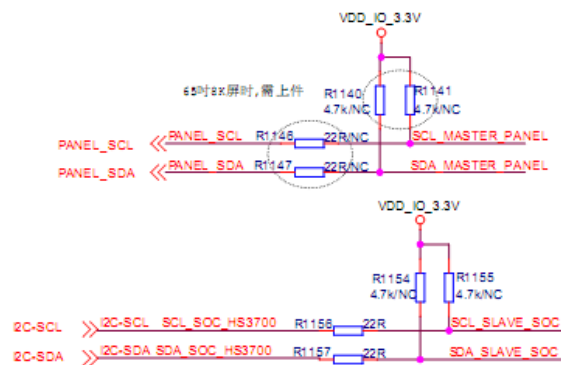 VDD_IO_3.3V
65吋8K屏时,需上件
R1140
R1141
4.7k/NC
4.7k/NC
PANEL_SCL
PANEL_SCL
R1146
22R/NC
SCL_MASTER_PANEL
PANEL_SDA
PANEL_SDA
R1147
22R/NC
SDA_MASTER_PANEL
VDD_IO_3.3V
R1154
R1155
4.7k/NC
4.7k/NC
I2C-SCL
I2C-SCL
SCL_SOC_HS3700
R1156
22R
SCL_SLAVE_SOC
I2C-SDA
I2C-SDA
SDA_SOC_HS3700
R1157
22R
SDA_SLAVE_SOC